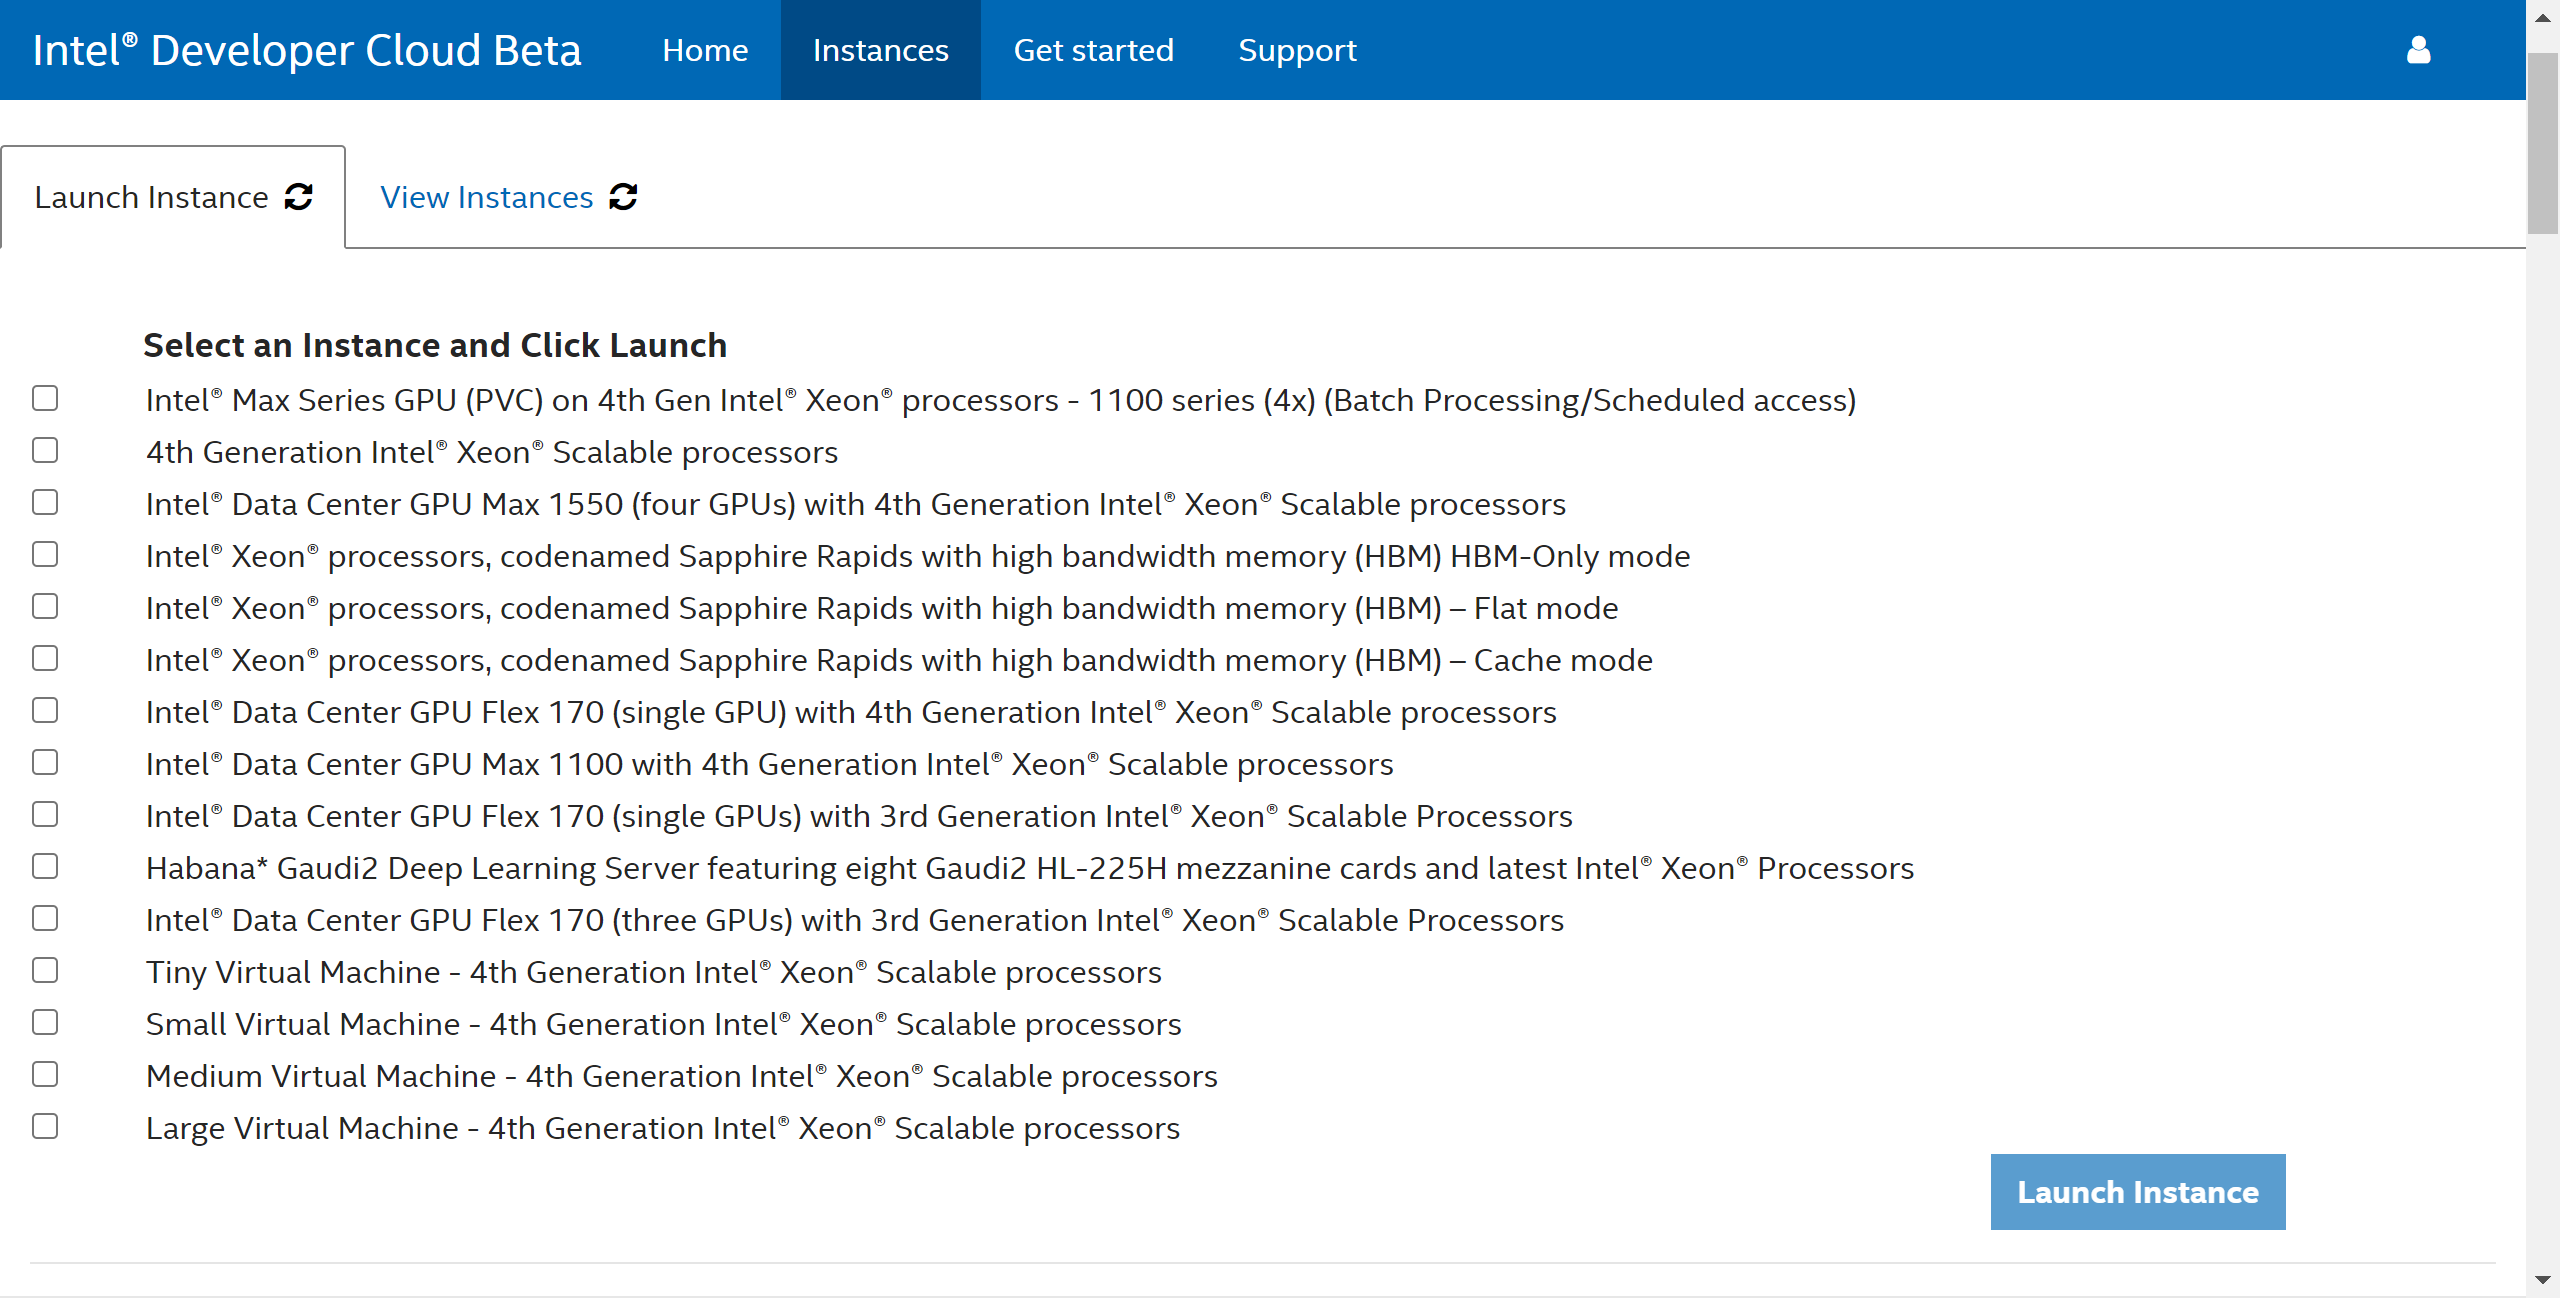 Intel® Developer Cloud Beta Home Instances Get started Support
Launch Instance View Instances
Select an Instance and Click Launch
Intel® Max Series GPU (PVC) on 4th Gen Intel® Xeon® processors - 1100 series (4x) (Batch Processing/Scheduled access)
4th Generation Intel® Xeon® Scalable processors
Intel® Data Center GPU Max 1550 (four GPUs) with 4th Generation Intel® Xeon® Scalable processors
Intel® Xeon® processors, codenamed Sapphire Rapids with high bandwidth memory (HBM) HBM-Only mode
Intel® Xeon® processors, codenamed Sapphire Rapids with high bandwidth memory (HBM) – Flat mode
Intel® Xeon® processors, codenamed Sapphire Rapids with high bandwidth memory (HBM) – Cache mode
Intel® Data Center GPU Flex 170 (single GPU) with 4th Generation Intel® Xeon® Scalable processors
Intel® Data Center GPU Max 1100 with 4th Generation Intel® Xeon® Scalable processors
Intel® Data Center GPU Flex 170 (single GPUs) with 3rd Generation Intel® Xeon® Scalable Processors
Habana* Gaudi2 Deep Learning Server featuring eight Gaudi2 HL-225H mezzanine cards and latest Intel® Xeon® Processors
Intel® Data Center GPU Flex 170 (three GPUs) with 3rd Generation Intel® Xeon® Scalable Processors
Tiny Virtual Machine - 4th Generation Intel® Xeon® Scalable processors
Small Virtual Machine - 4th Generation Intel® Xeon® Scalable processors
Medium Virtual Machine - 4th Generation Intel® Xeon® Scalable processors
Large Virtual Machine - 4th Generation Intel® Xeon® Scalable processors
Launch Instance